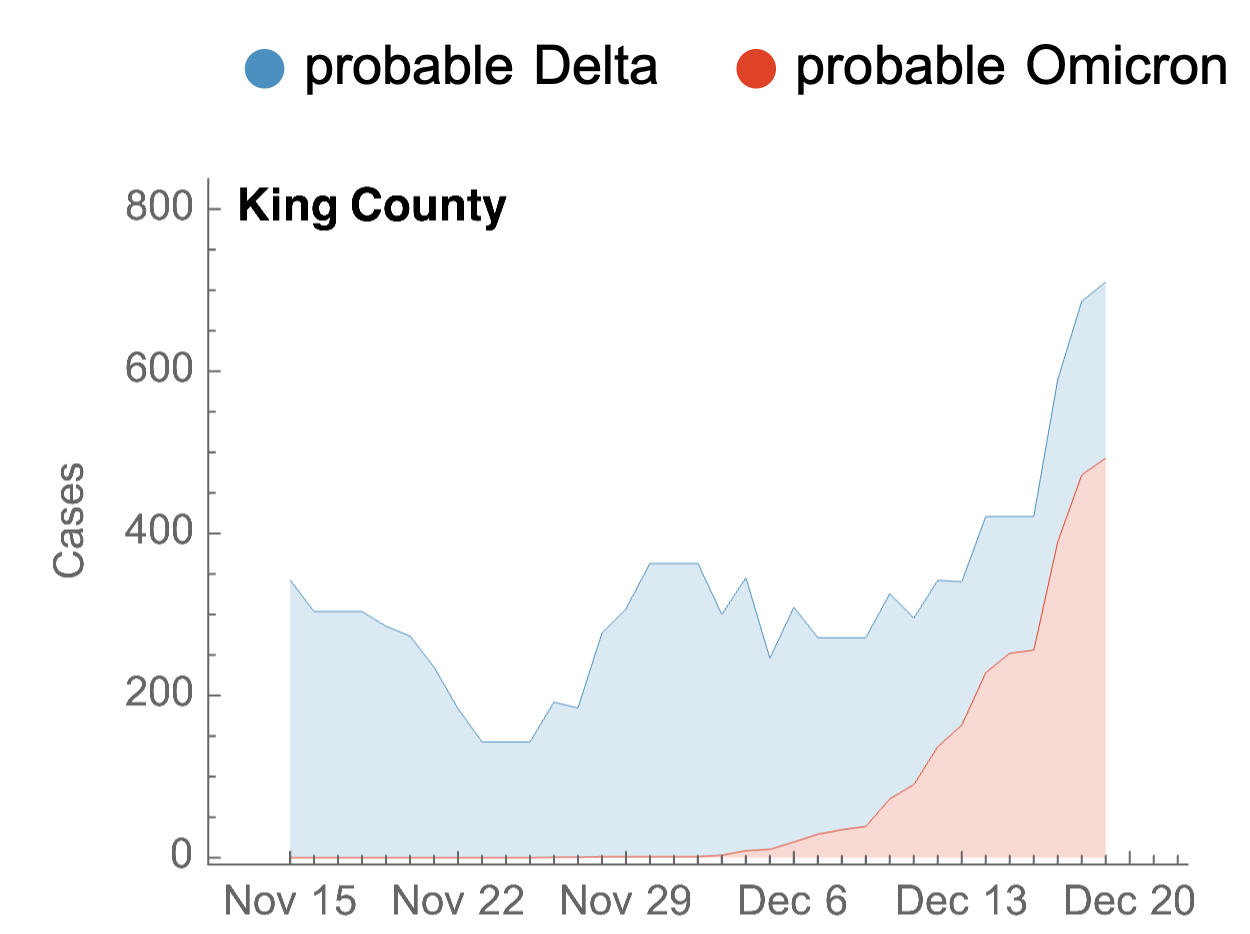 probable Delta probable Omicron
King County
800
600
400
200
0
Cases
Nov 15 Nov 22 Nov 29 Dec 6 Dec 13 Dec 20